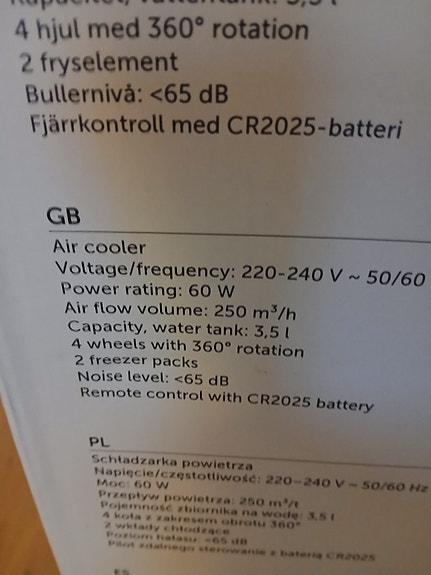 4 hjul med 360° rotation
2 fryselement
Bullernivå: <65 dB
Fjärrkontroll med CR2025-batteri
GB
Air cooler
Voltage/frequency: 220-240 V ~ 50/60
Power rating: 60 W
Air flow volume: 250 m³/h
Capacity, water tank: 3,5 l
4 wheels with 360° rotation
2 freezer packs
Noise level: <65 dB
Remote control with CR2025 battery
PL
Schładzarka powietrza
Napięcie/częstotliwość: 220-240 V ~ 50/60 Hz
Moc: 60 W
Przepływ powietrza: 250 m³/t
Pojemność zbiornika na wodę: 3,5 l
4 koła z zakresem obrotu 360°
2 wkłady chłodzące
Poziom hałasu: <65 dB
Pilot zdalnego sterowanie z baterią CR2025
ES